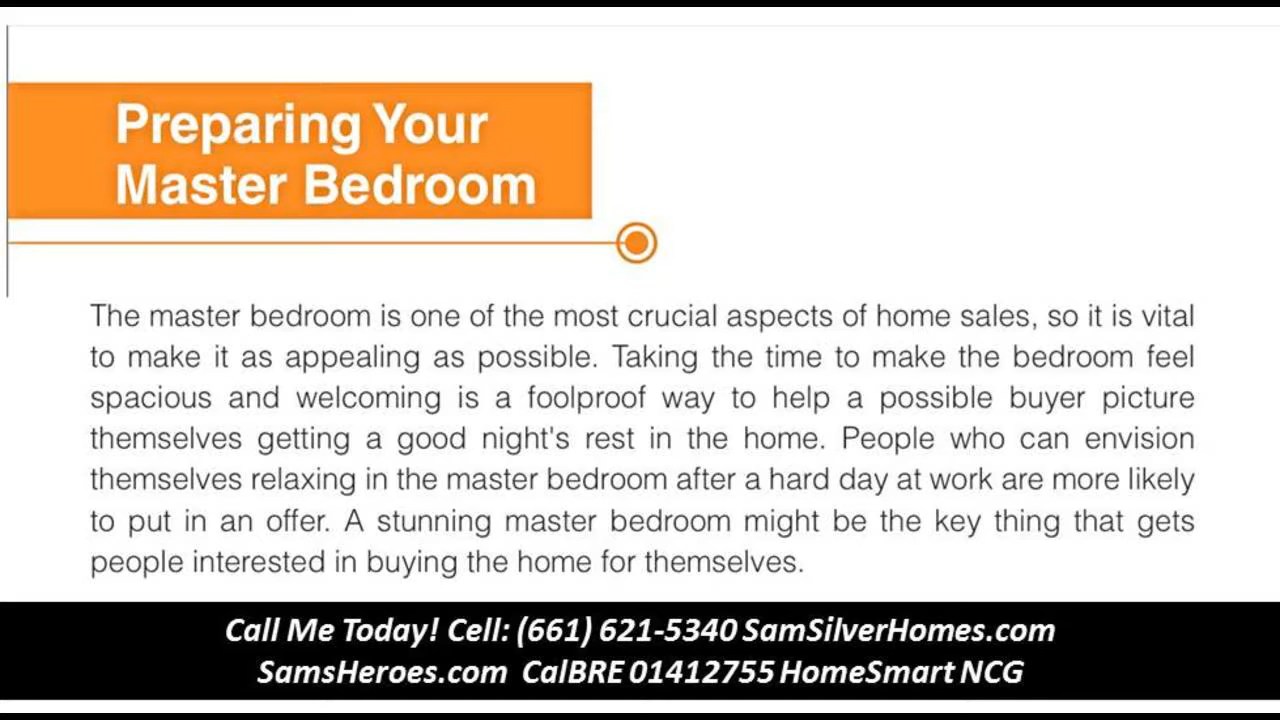 Preparing Your
Master Bedroom
The master bedroom is one of the most crucial aspects of home sales, so it is vital
to make it as appealing as possible. Taking the time to make the bedroom feel
spacious and welcoming is a foolproof way to help a possible buyer picture
themselves getting a good night's rest in the home. People who can envision
themselves relaxing in the master bedroom after a hard day at work are more likely
to put in an offer. A stunning master bedroom might be the key thing that gets
people interested in buying the home for themselves.
Call Me Today! Cell: (661) 621-5340 SamSilverHomes.com
SamsHeroes.com CalBRE 01412755 HomeSmart NCG